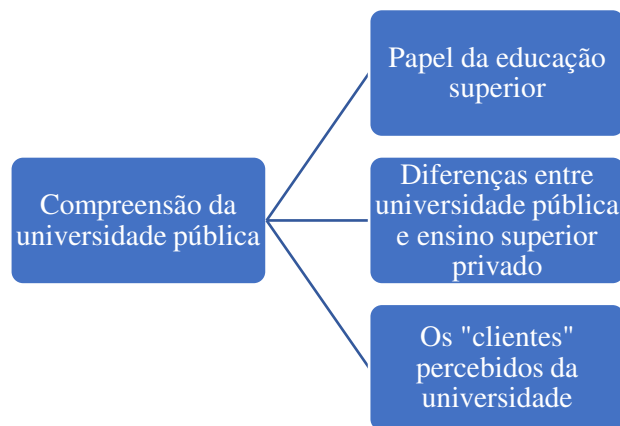 Papel da educação
superior
Compreensão da
universidade pública
Diferenças entre
universidade pública
e ensino superior
privado
Os "clientes"
percebidos da
universidade